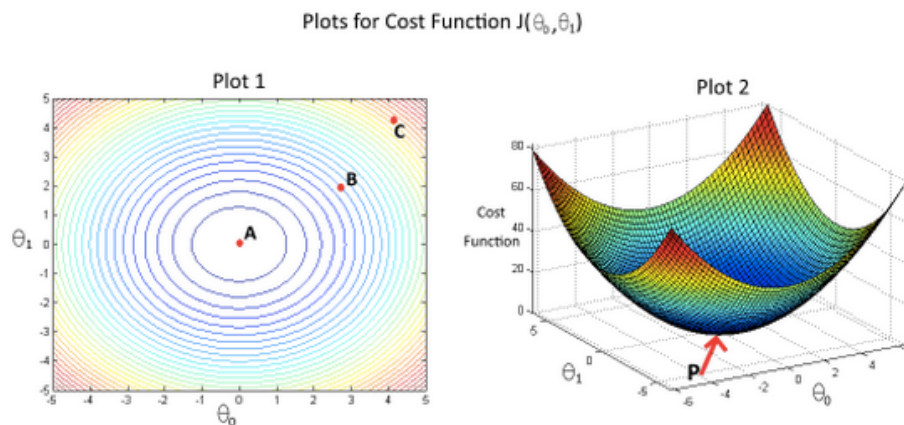 Plots for Cost Function J(θ₀,θ₁)
Plot 1
5
4
3
2
1
0
-1
-2
-3
-4
-5
θ₁
C
B
A
-5 -4 -3 -2 -1 0 1 2 3 4 5
θ₀
Plot 2
80
60
40
20
0
Cost
Function
5
0
-5
θ₁
P
-6 -4 -2 0 2 4 6
θ₀